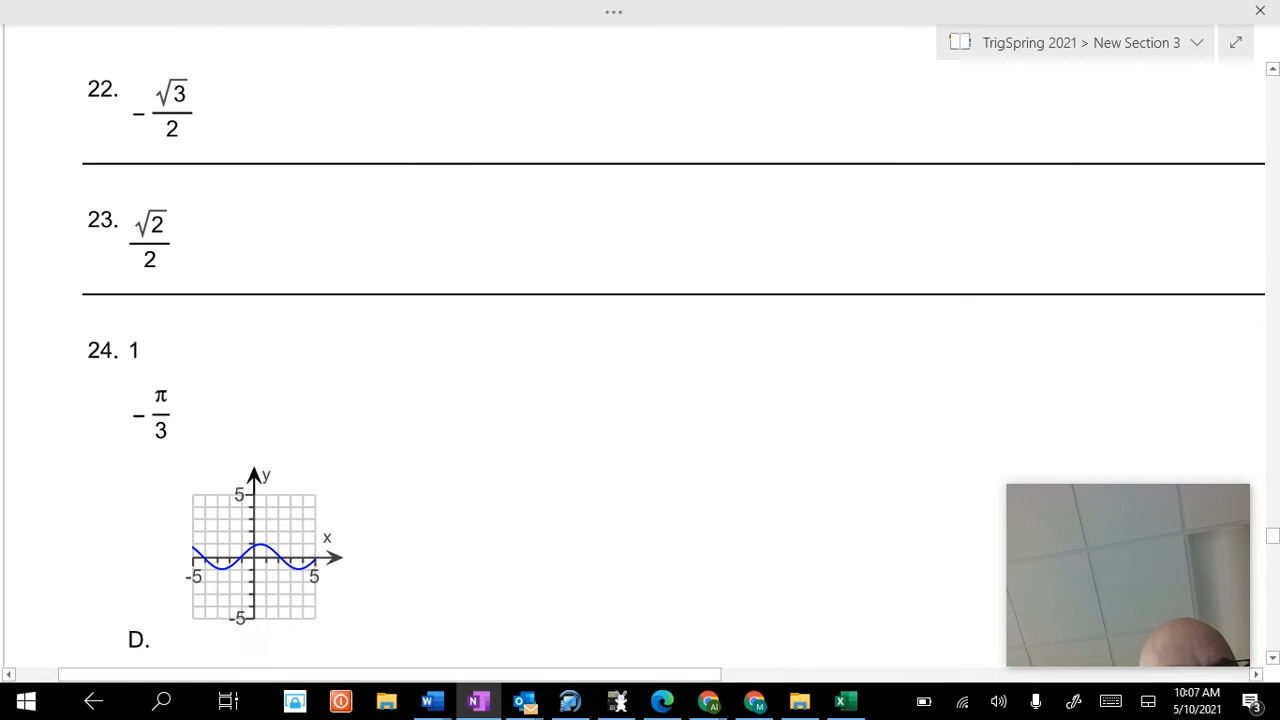 TrigSpring 2021 > New Section 3
22. - √3/2
23. √2/2
24. 1
- π/3
y
5
x
-5
5
-5
D.
10:07 AM
5/10/2021
3